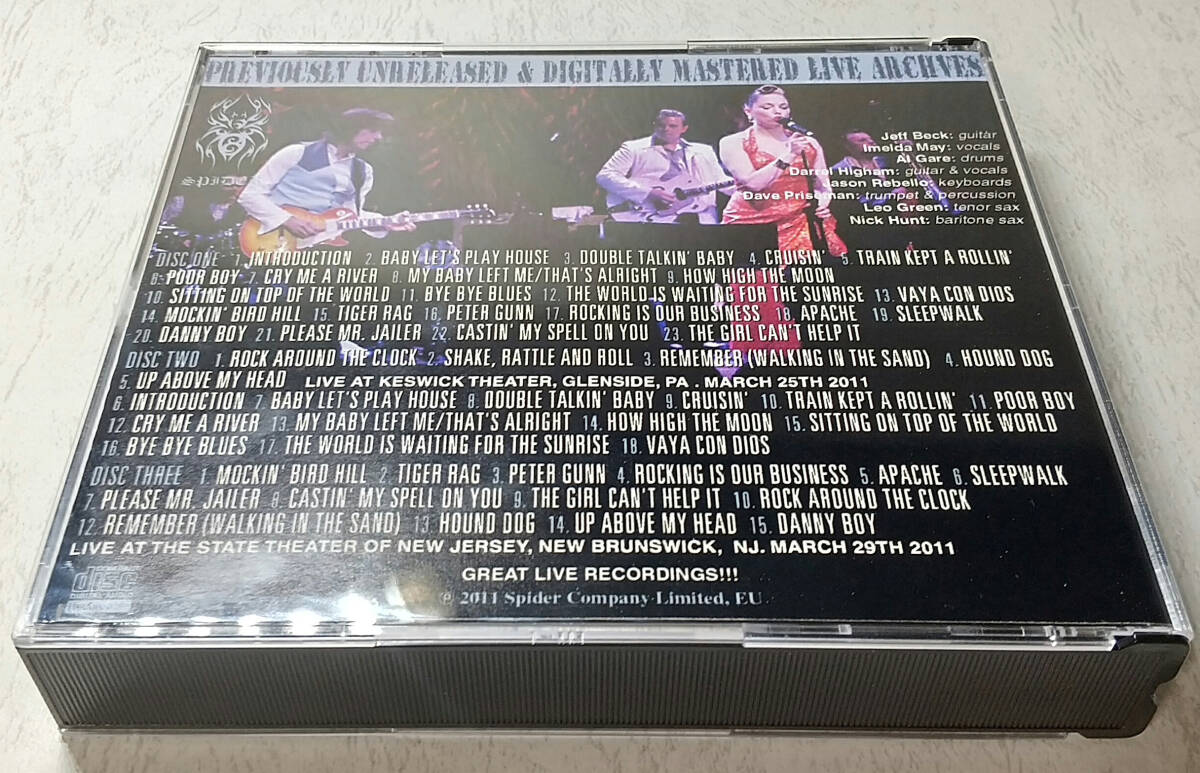 PREVIOUSLY UNRELEASED & DIGITALLY MASTERED LIVE ARCHVES
SPIDER
Jeff Beck: guitar
Imelda May: vocals
Al Gare: drums
Darrel Higham: guitar & vocals
Jason Rebello: keyboards
Dave Priseman: trumpet & percussion
Leo Green: tenor sax
Nick Hunt: baritone sax
DISC ONE 1. INTRODUCTION 2. BABY LET'S PLAY HOUSE 3. DOUBLE TALKIN' BABY 4. CRUISIN' 5. TRAIN KEPT A ROLLIN'
6. POOR BOY 7. CRY ME A RIVER 8. MY BABY LEFT ME/THAT'S ALRIGHT 9. HOW HIGH THE MOON
10. SITTING ON TOP OF THE WORLD 11. BYE BYE BLUES 12. THE WORLD IS WAITING FOR THE SUNRISE 13. VAYA CON DIOS
14. MOCKIN' BIRD HILL 15. TIGER RAG 16. PETER GUNN 17. ROCKING IS OUR BUSINESS 18. APACHE 19. SLEEPWALK
20. DANNY BOY 21. PLEASE MR. JAILER 22. CASTIN' MY SPELL ON YOU 23. THE GIRL CAN'T HELP IT
DISC TWO 1. ROCK AROUND THE CLOCK 2. SHAKE, RATTLE AND ROLL 3. REMEMBER (WALKING IN THE SAND) 4. HOUND DOG
5. UP ABOVE MY HEAD LIVE AT KESWICK THEATER, GLENSIDE, PA . MARCH 25TH 2011
6. INTRODUCTION 7. BABY LET'S PLAY HOUSE 8. DOUBLE TALKIN' BABY 9. CRUISIN' 10. TRAIN KEPT A ROLLIN' 11. POOR BOY
12. CRY ME A RIVER 13. MY BABY LEFT ME/THAT'S ALRIGHT 14. HOW HIGH THE MOON 15. SITTING ON TOP OF THE WORLD
16. BYE BYE BLUES 17. THE WORLD IS WAITING FOR THE SUNRISE 18. VAYA CON DIOS
DISC THREE 1. MOCKIN' BIRD HILL 2. TIGER RAG 3. PETER GUNN 4. ROCKING IS OUR BUSINESS 5. APACHE 6. SLEEPWALK
7. PLEASE MR. JAILER 8. CASTIN' MY SPELL ON YOU 9. THE GIRL CAN'T HELP IT 10. ROCK AROUND THE CLOCK
12. REMEMBER (WALKING IN THE SAND) 13. HOUND DOG 14. UP ABOVE MY HEAD 15. DANNY BOY
LIVE AT THE STATE THEATER OF NEW JERSEY, NEW BRUNSWICK, NJ. MARCH 29TH 2011
GREAT LIVE RECORDINGS!!!
COMPACT
disc
DIGITAL AUDIO
℗ 2011 Spider Company Limited, EU.